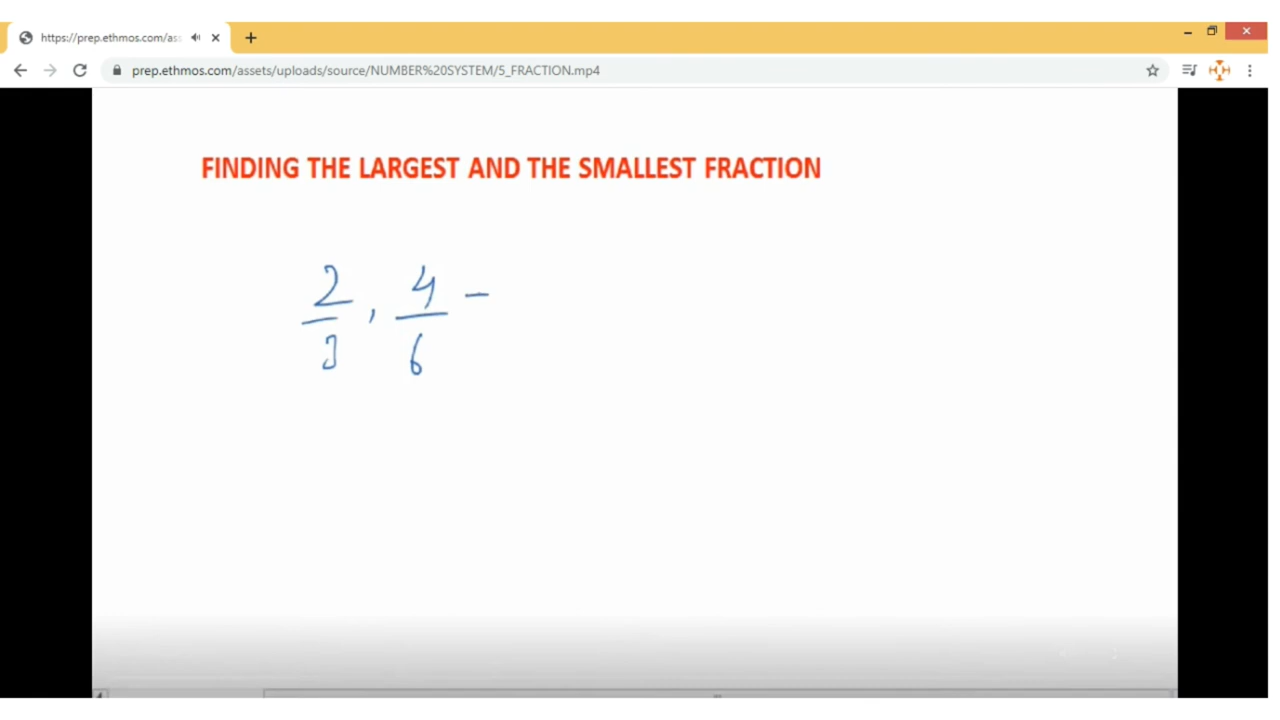 https://prep.ethmos.com/as
prep.ethmos.com/assets/uploads/source/NUMBER%20SYSTEM/5_FRACTION.mp4
FINDING THE LARGEST AND THE SMALLEST FRACTION
2 , 4 -
3 6